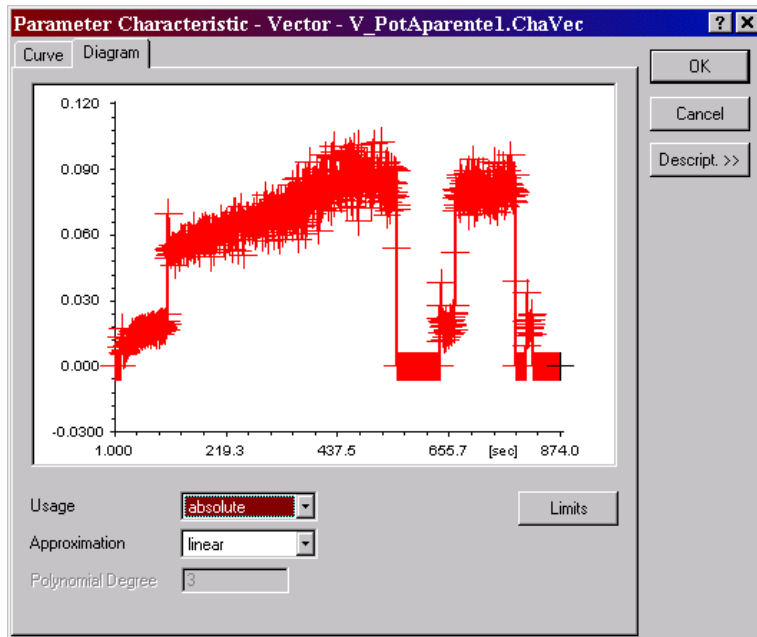 Parameter Characteristic - Vector - V_PotAparente1.ChaVec
Curve Diagram
OK
Cancel
Descript. >>
0.120
0.090
0.060
0.030
0.000
-0.0300
1.000 219.3 437.5 655.7 [sec] 874.0
Usage absolute Limits
Approximation linear
Polynomial Degree 3